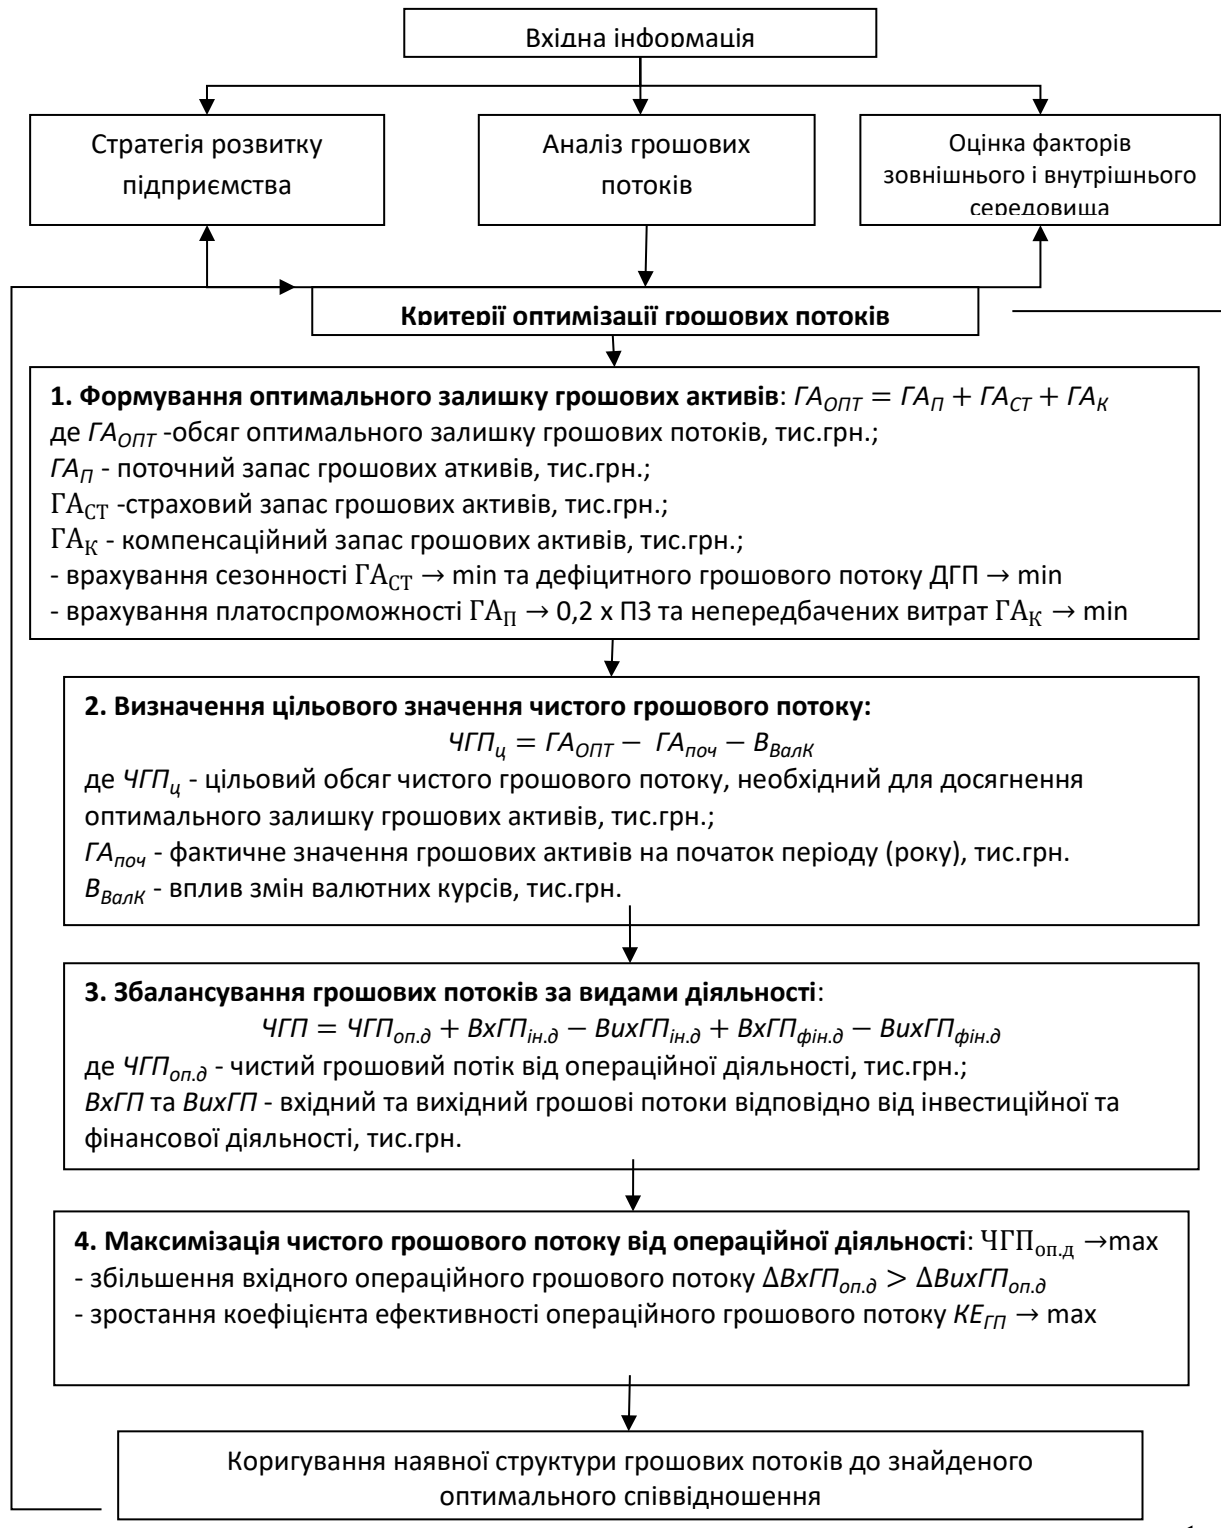 Вхідна інформація
Стратегія розвитку
підприємства
Аналіз грошових
потоків
Оцінка факторів
зовнішнього і внутрішнього
середовища
Критерії оптимізації грошових потоків
1. Формування оптимального залишку грошових активів: ГА_ОПТ = ГА_П + ГА_СТ + ГА_К
де ГА_ОПТ -обсяг оптимального залишку грошових потоків, тис.грн.;
ГА_П - поточний запас грошових аткивів, тис.грн.;
ГА_СТ -страховий запас грошових активів, тис.грн.;
ГА_К - компенсаційний запас грошових активів, тис.грн.;
- врахування сезонності ГА_СТ → min та дефіцитного грошового потоку ДГП → min
- врахування платоспроможності ГА_П → 0,2 х ПЗ та непередбачених витрат ГА_К → min
2. Визначення цільового значення чистого грошового потоку:
ЧГП_ц = ГА_ОПТ − ГА_поч − В_ВалК
де ЧГП_ц - цільовий обсяг чистого грошового потоку, необхідний для досягнення
оптимального залишку грошових активів, тис.грн.;
ГА_поч - фактичне значення грошових активів на початок періоду (року), тис.грн.
В_ВалК - вплив змін валютних курсів, тис.грн.
3. Збалансування грошових потоків за видами діяльності:
ЧГП = ЧГП_оп.д + ВхГП_ін.д − ВихГП_ін.д + ВхГП_фін.д − ВихГП_фін.д
де ЧГП_оп.д - чистий грошовий потік від операційної діяльності, тис.грн.;
ВхГП та ВихГП - вхідний та вихідний грошові потоки відповідно від інвестиційної та
фінансової діяльності, тис.грн.
4. Максимізація чистого грошового потоку від операційної діяльності: ЧГП_оп.д →max
- збільшення вхідного операційного грошового потоку ΔВхГП_оп.д > ΔВихГП_оп.д
- зростання коефіцієнта ефективності операційного грошового потоку КЕ_ГП → max
Коригування наявної структури грошових потоків до знайденого
оптимального співвідношення